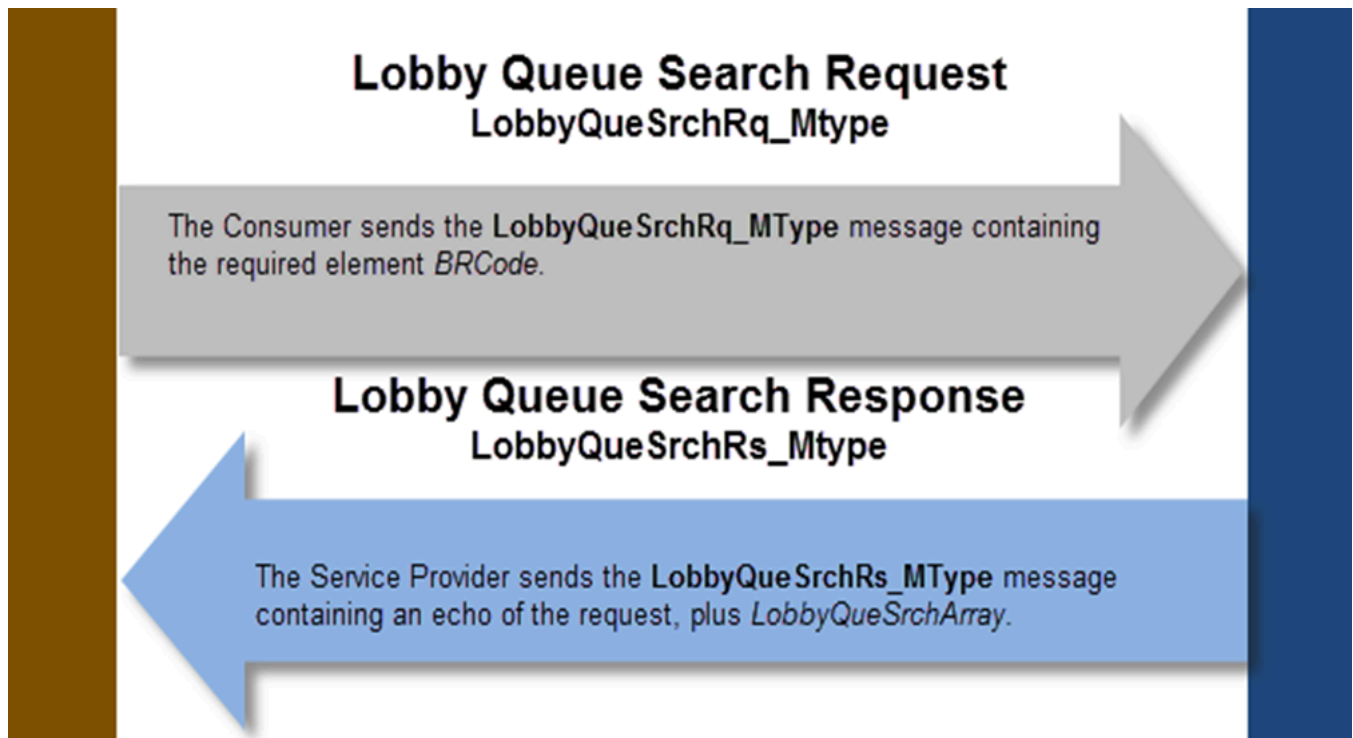 Lobby Queue Search Request
LobbyQueSrchRq_Mtype
The Consumer sends the LobbyQueSrchRq_MType message containing
the required element BRCode.
Lobby Queue Search Response
LobbyQueSrchRs_Mtype
The Service Provider sends the LobbyQueSrchRs_MType message
containing an echo of the request, plus LobbyQueSrchArray.